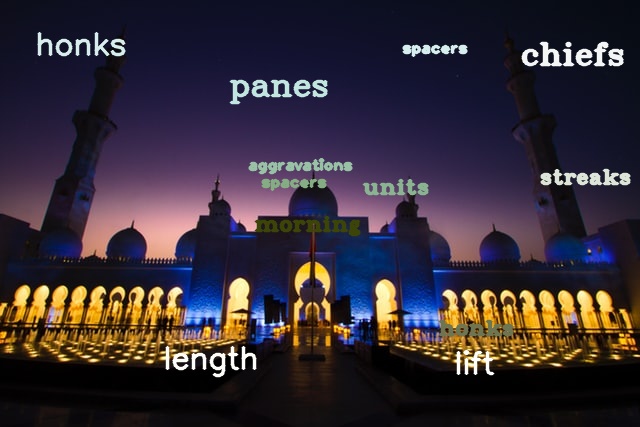 honks
spacers
chiefs
panes
aggravations
spacers
streaks
units
morning
honks
length
lift